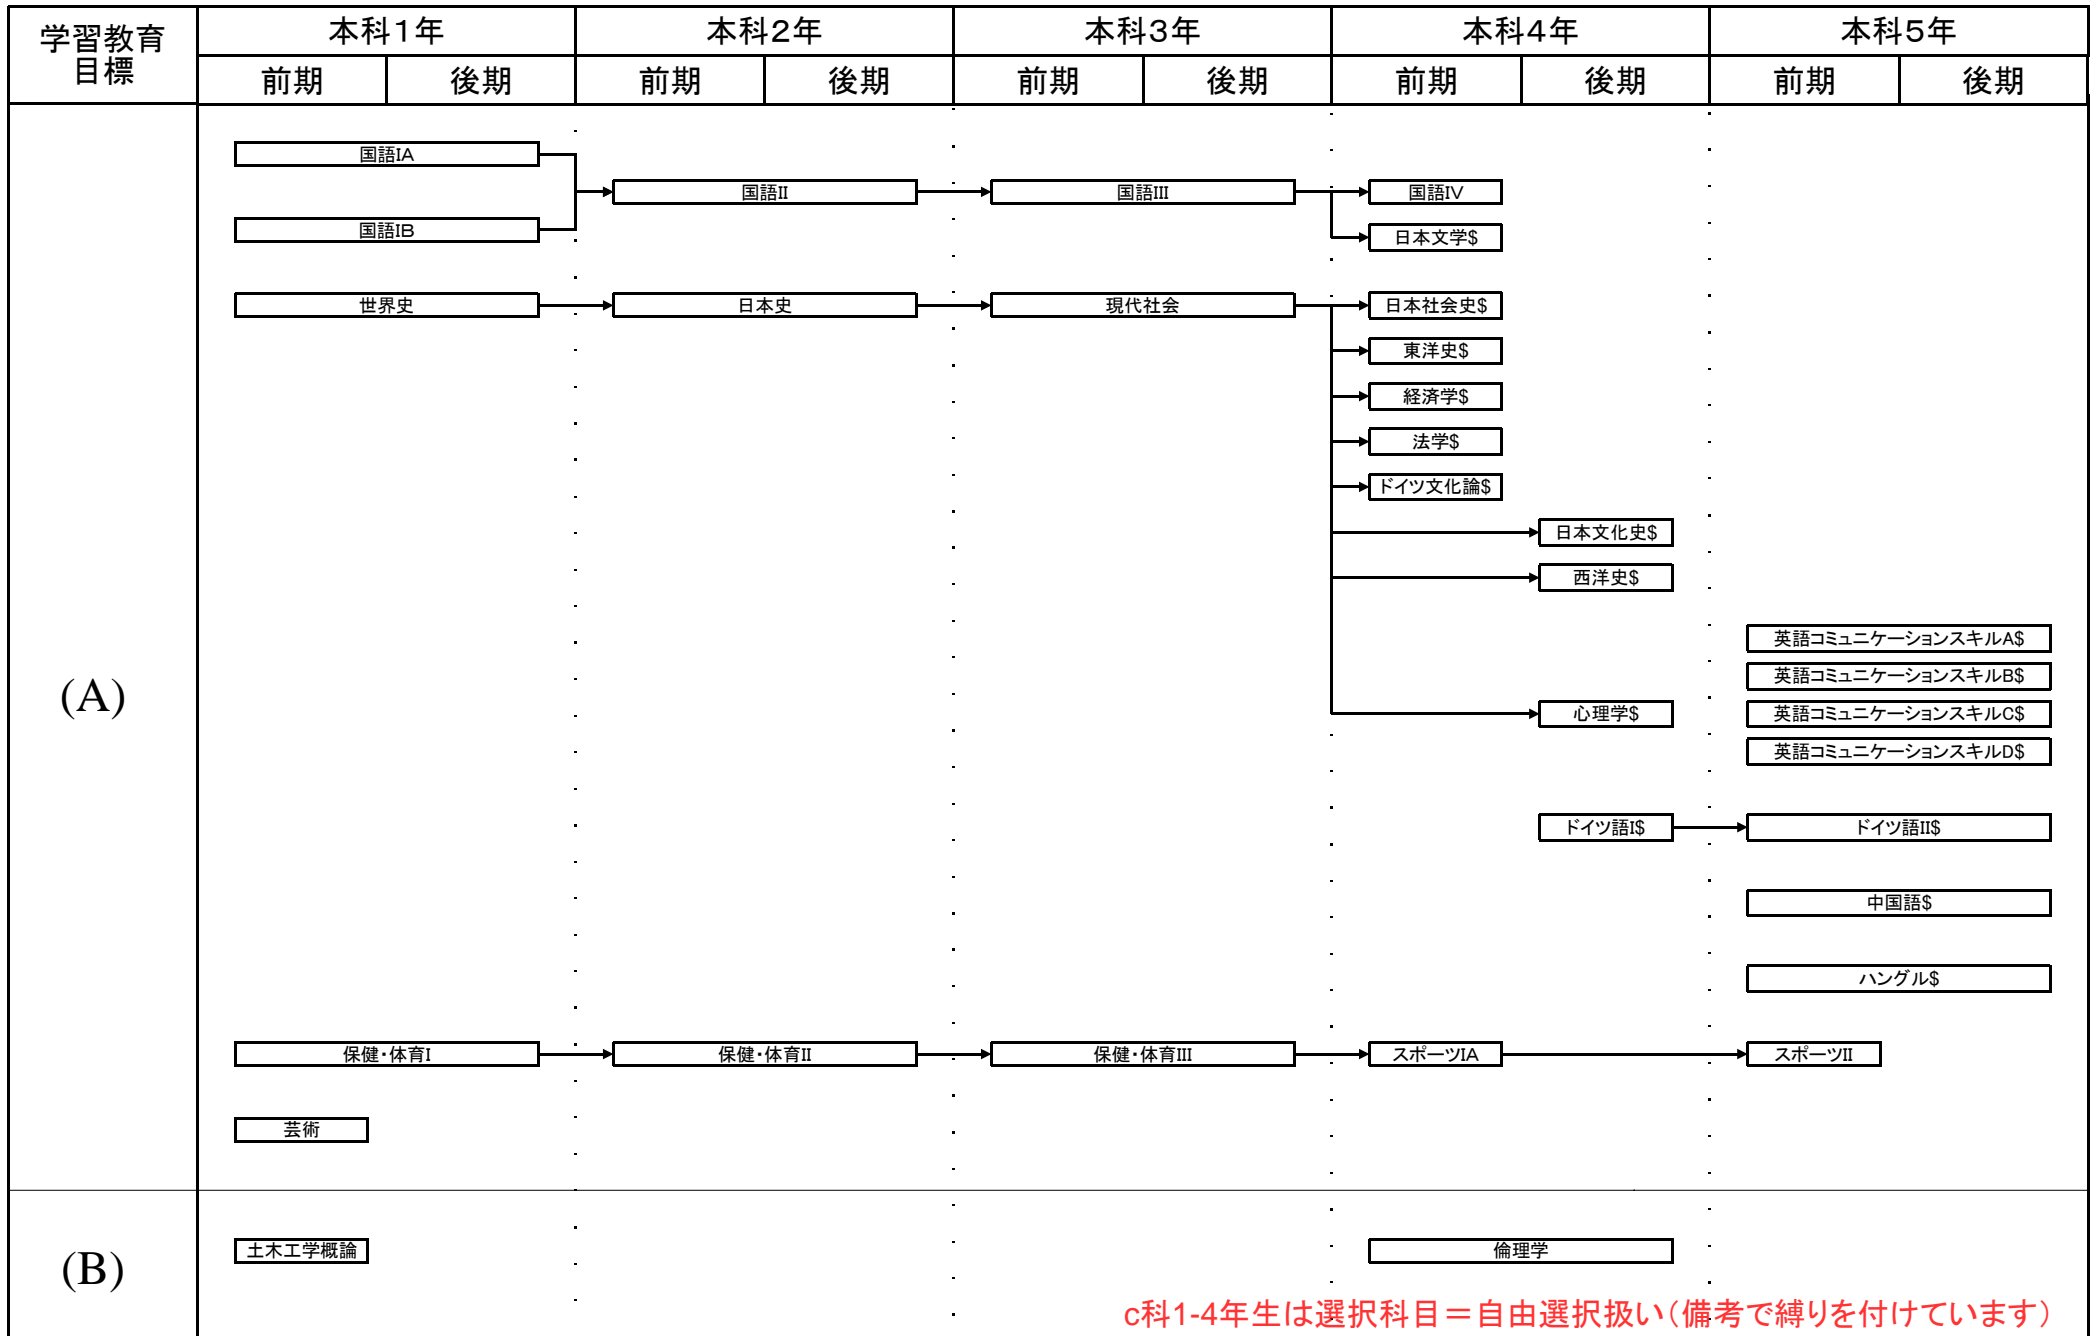 学習教育
目標
本科1年 本科2年 本科3年 本科4年 本科5年
前期 後期 前期 後期 前期 後期 前期 後期 前期 後期
(A)
国語IA
国語II 国語III 国語IV
国語IB
日本文学$
世界史 日本史 現代社会 日本社会史$
東洋史$
経済学$
法学$
ドイツ文化論$
日本文化史$
西洋史$
英語コミュニケーションスキルA$
英語コミュニケーションスキルB$
心理学$ 英語コミュニケーションスキルC$
英語コミュニケーションスキルD$
ドイツ語I$ ドイツ語II$
中国語$
ハングル$
保健・体育I 保健・体育II 保健・体育III スポーツIA スポーツII
芸術
(B)
土木工学概論 倫理学
c科1-4年生は選択科目＝自由選択扱い（備考で縛りを付けています）